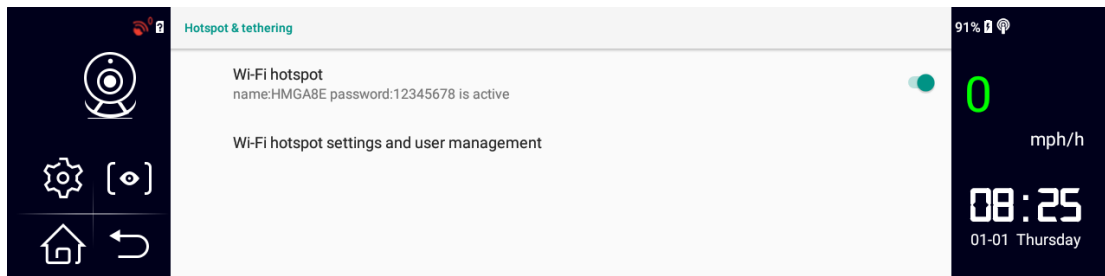 Hotspot & tethering
91%
Wi-Fi hotspot
name:HMGA8E password:12345678 is active
Wi-Fi hotspot settings and user management
0
mph/h
08:25
01-01 Thursday